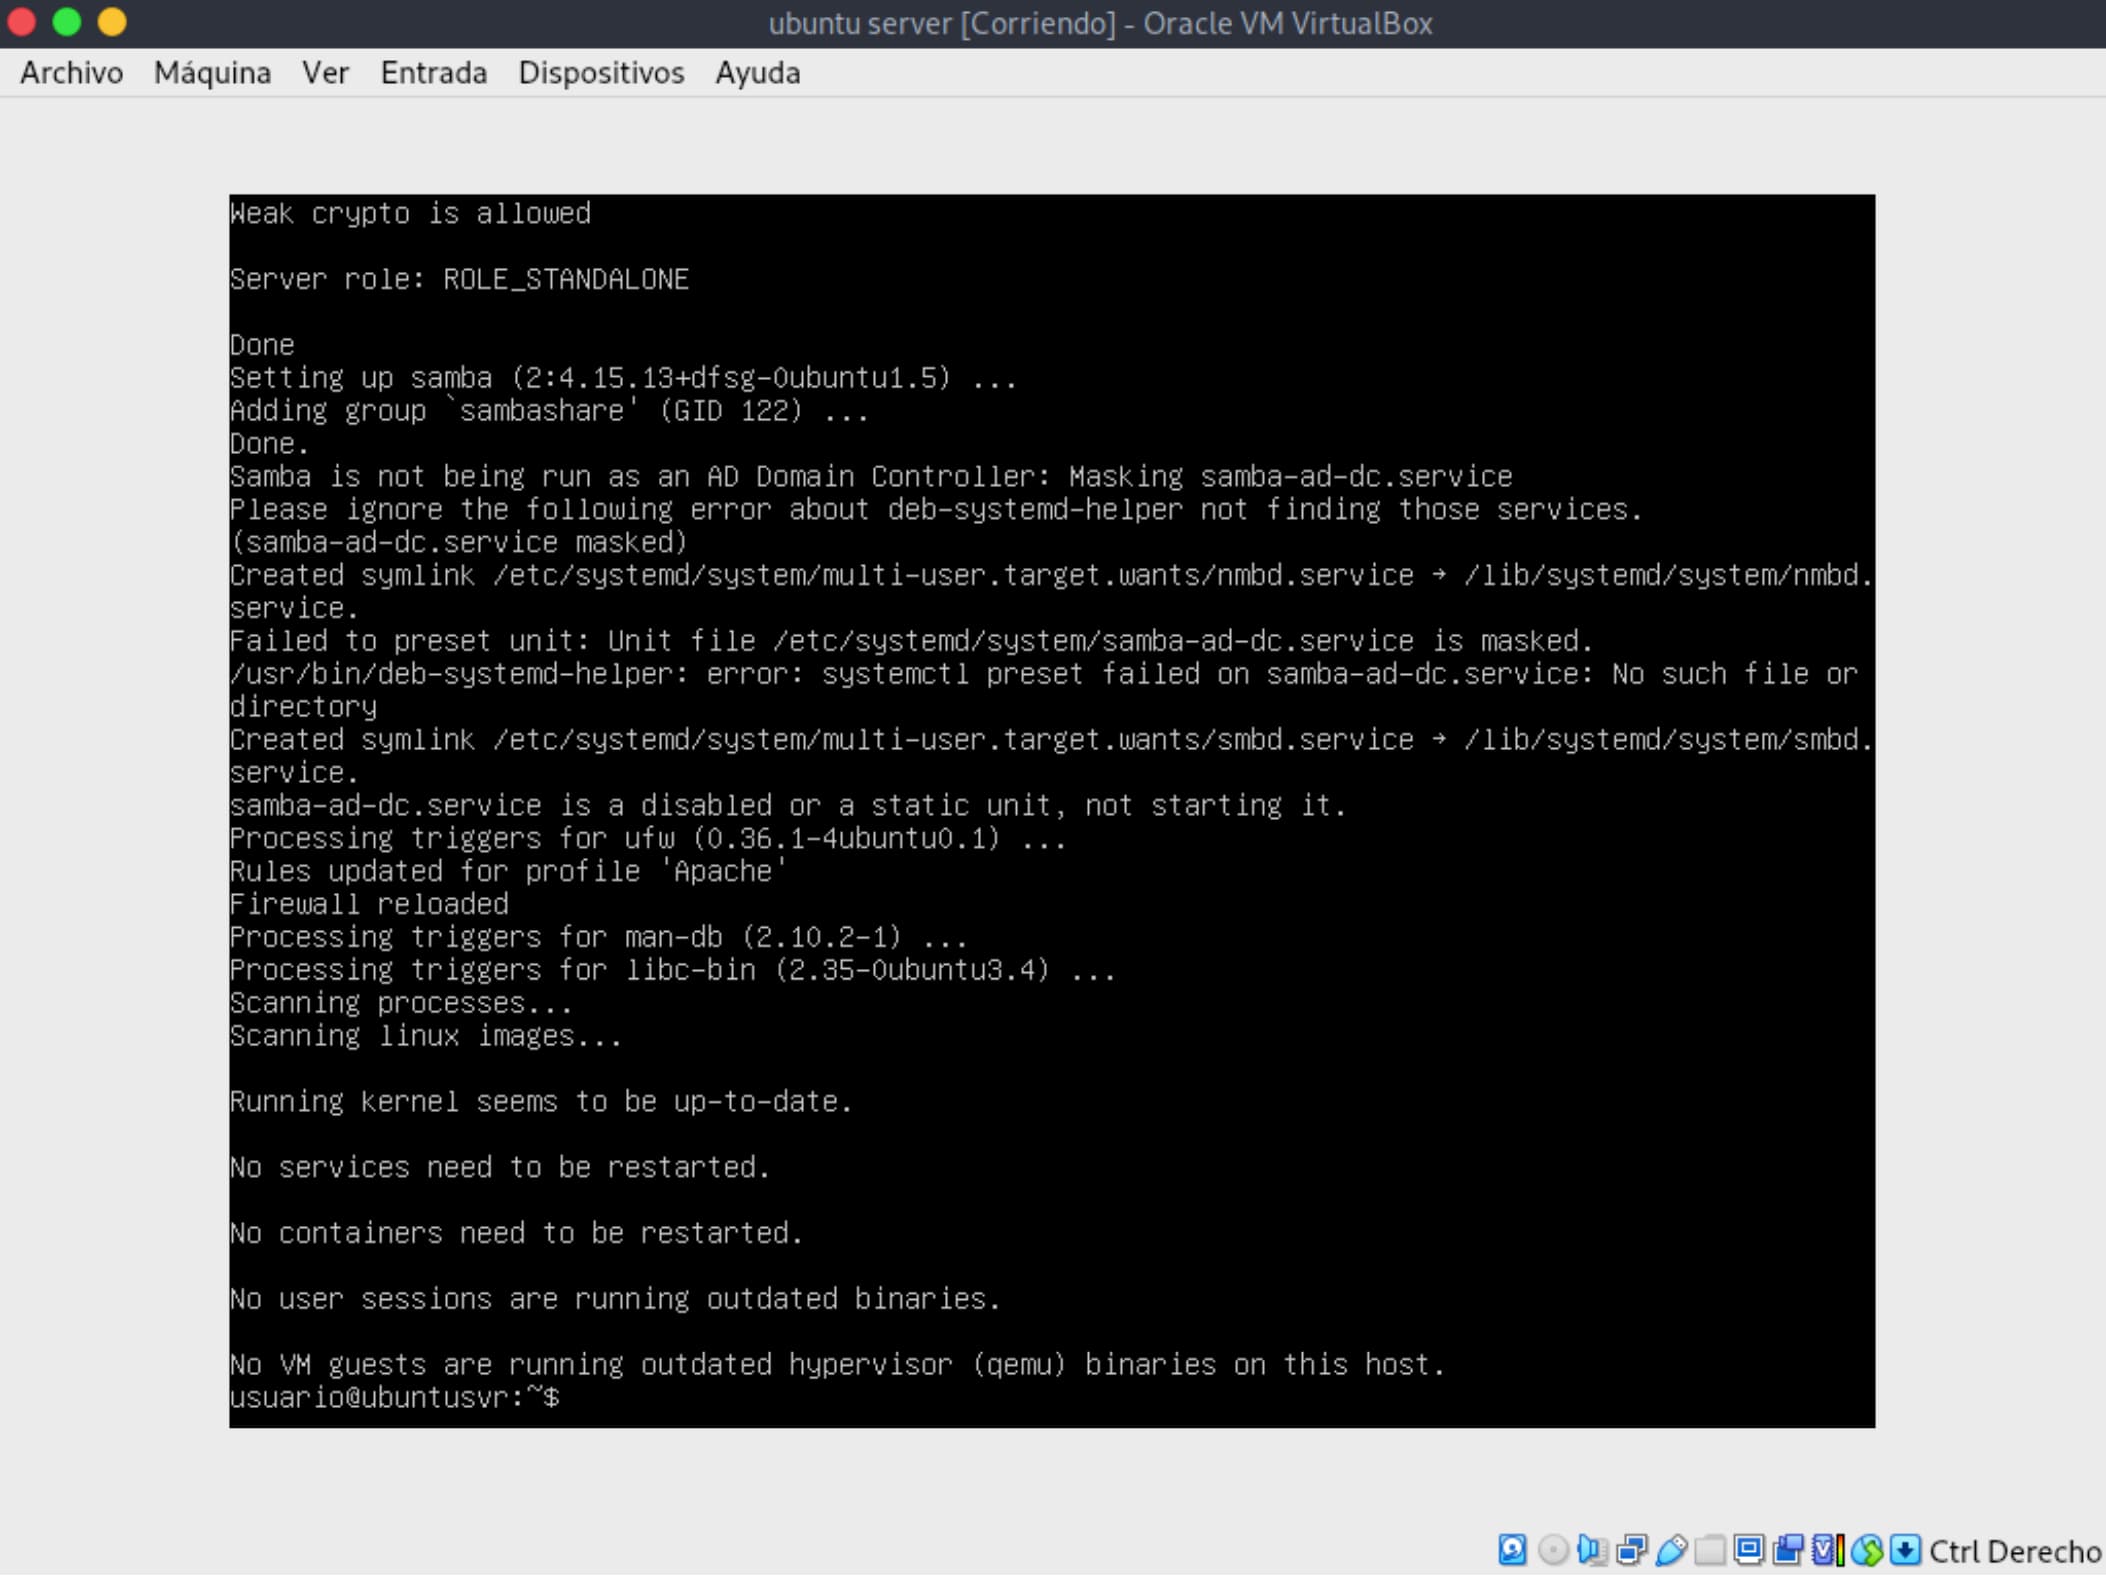 ubuntu server [Corriendo] - Oracle VM VirtualBox
Archivo Máquina Ver Entrada Dispositivos Ayuda
Weak crypto is allowed
Server role: ROLE_STANDALONE
Done
Setting up samba (2:4.15.13+dfsg-0ubuntu1.5) ...
Adding group `sambashare' (GID 122) ...
Done.
Samba is not being run as an AD Domain Controller: Masking samba-ad-dc.service
Please ignore the following error about deb-systemd-helper not finding those services.
(samba-ad-dc.service masked)
Created symlink /etc/systemd/system/multi-user.target.wants/nmbd.service → /lib/systemd/system/nmbd.
service.
Failed to preset unit: Unit file /etc/systemd/system/samba-ad-dc.service is masked.
/usr/bin/deb-systemd-helper: error: systemctl preset failed on samba-ad-dc.service: No such file or
directory
Created symlink /etc/systemd/system/multi-user.target.wants/smbd.service → /lib/systemd/system/smbd.
service.
samba-ad-dc.service is a disabled or a static unit, not starting it.
Processing triggers for ufw (0.36.1-4ubuntu0.1) ...
Rules updated for profile 'Apache'
Firewall reloaded
Processing triggers for man-db (2.10.2-1) ...
Processing triggers for libc-bin (2.35-0ubuntu3.4) ...
Scanning processes...
Scanning linux images...
Running kernel seems to be up-to-date.
No services need to be restarted.
No containers need to be restarted.
No user sessions are running outdated binaries.
No VM guests are running outdated hypervisor (qemu) binaries on this host.
usuario@ubuntusvr:~$
Ctrl Derecho